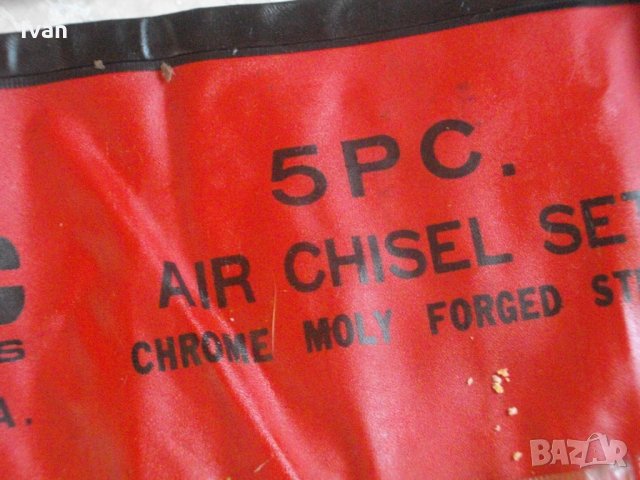 Ivan
5PC.
AIR CHISEL SET
CHROME MOLY FORGED ST
C
S
A.
BAZAR